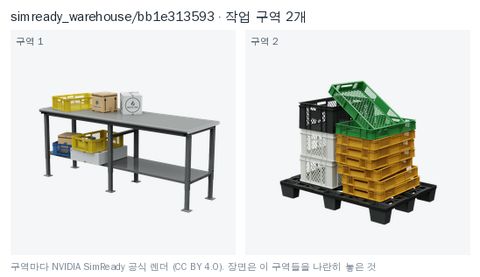 simready_warehouse/bb1e313593 · 작업 구역 2개
구역 1
구역 2
구역마다 NVIDIA SimReady 공식 렌더 (CC BY 4.0). 장면은 이 구역들을 나란히 놓은 것